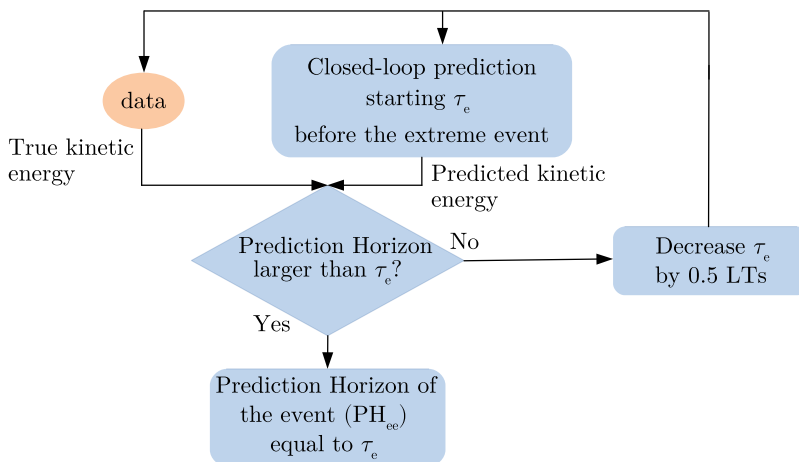 Closed-loop prediction
starting τₑ
before the extreme event
data
True kinetic
energy
Predicted kinetic
energy
Prediction Horizon
larger than τₑ?
No
Decrease τₑ
by 0.5 LTs
Yes
Prediction Horizon of
the event (PHₑₑ)
equal to τₑ